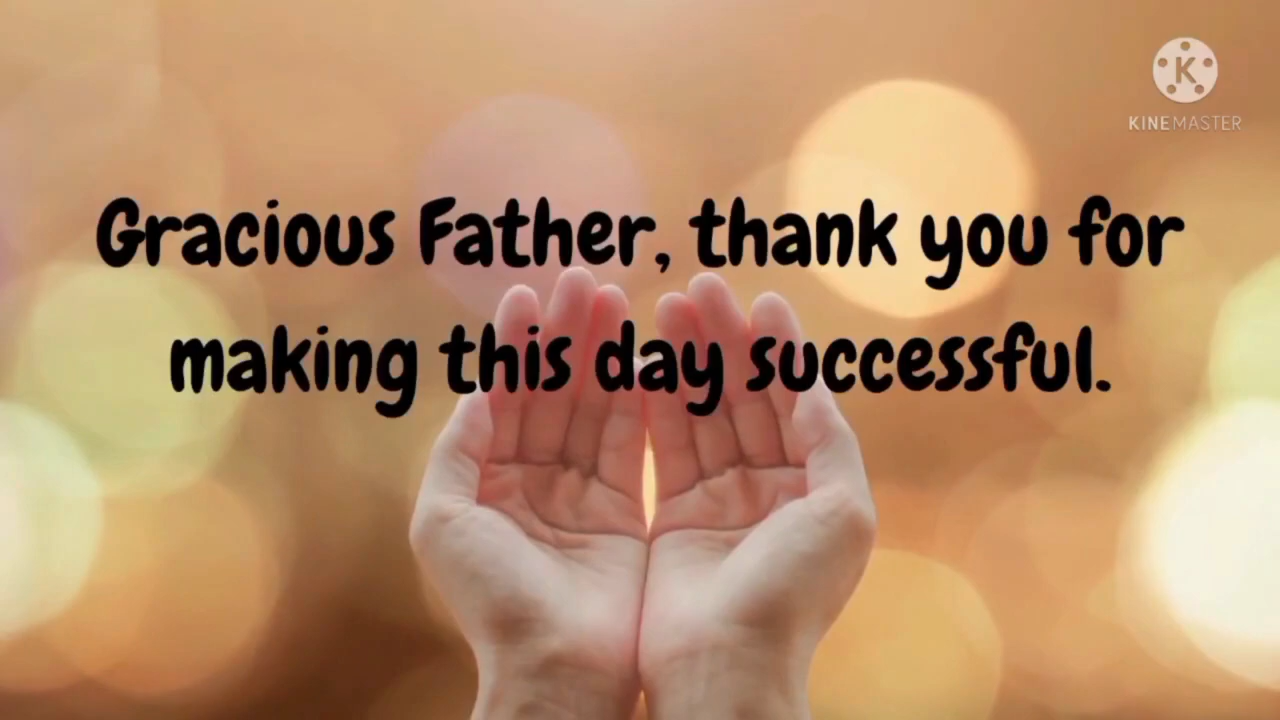 K
KINEMASTER
Gracious Father, thank you for
making this day successful.